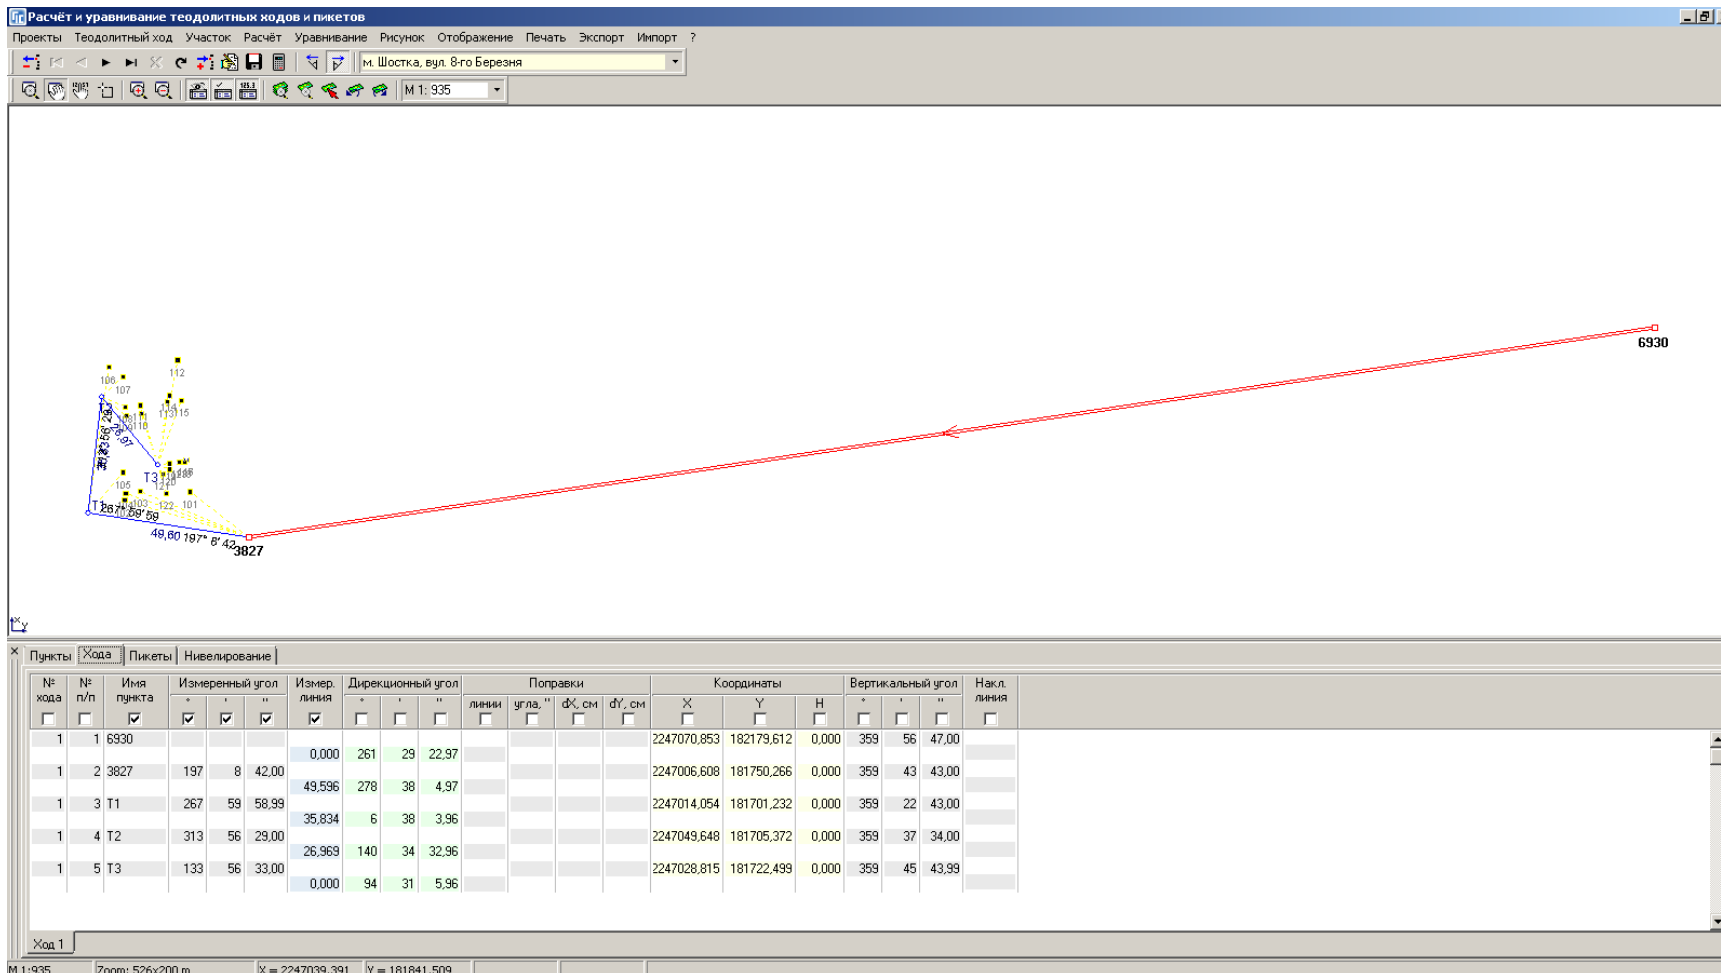 Расчёт и уравнивание теодолитных ходов и пикетов
Проекты Теодолитный ход Участок Расчёт Уравнивание Рисунок Отображение Печать Экспорт Импорт ?
м. Шостка, вул. 8-го Березня
M 1: 935
6930
112
106
107
114
113 115
T3
105
103
122 101
T1
267° 59' 59
49,60 197° 8' 42
3827
Пункты Хода Пикеты Нивелирование
№ хода № п/п Имя пункта Измеренный угол Измер. линия Дирекционный угол Поправки Координаты Вертикальный угол Накл. линия
° ' " ° ' " линии угла, " dX, см dY, см X Y H ° ' "
1 1 6930 2247070,853 182179,612 0,000 359 56 47,00
0,000 261 29 22,97
1 2 3827 197 8 42,00 2247006,608 181750,266 0,000 359 43 43,00
49,596 278 38 4,97
1 3 T1 267 59 58,99 2247014,054 181701,232 0,000 359 22 43,00
35,834 6 38 3,96
1 4 T2 313 56 29,00 2247049,648 181705,372 0,000 359 37 34,00
26,969 140 34 32,96
1 5 T3 133 56 33,00 2247028,815 181722,499 0,000 359 45 43,99
0,000 94 31 5,96
Ход 1
M 1:935 Zoom: 526x200 m X = 2247039,391 Y = 181841,509